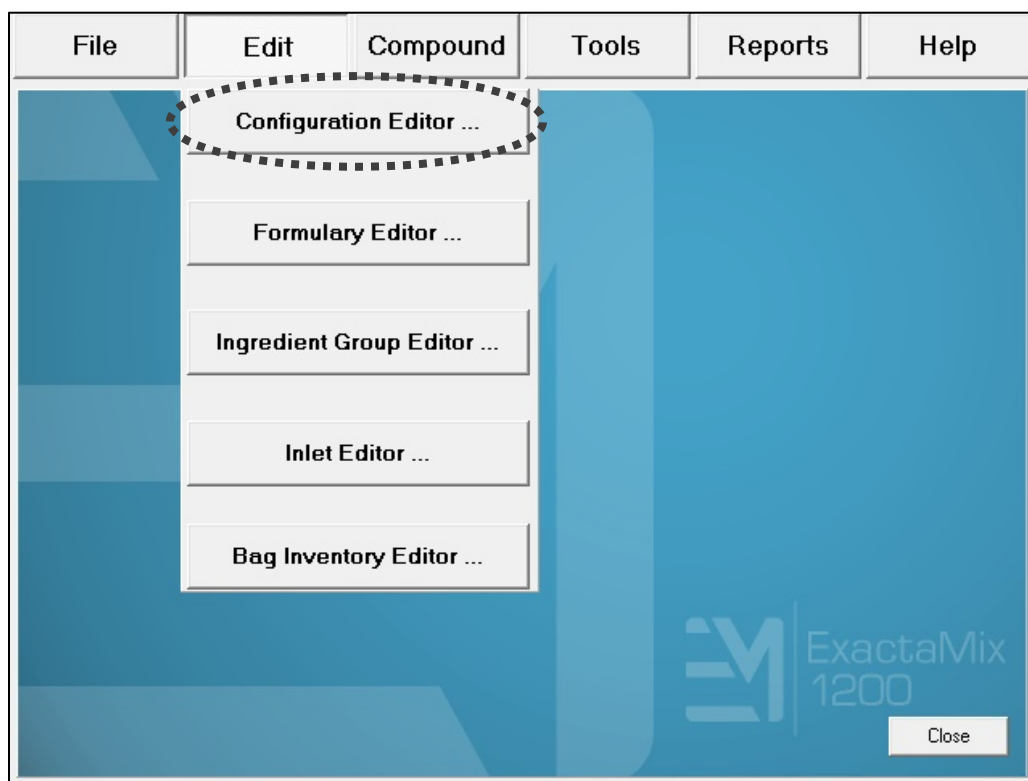 File Edit Compound Tools Reports Help
Configuration Editor ...
Formulary Editor ...
Ingredient Group Editor ...
Inlet Editor ...
Bag Inventory Editor ...
EM ExactaMix
1200
Close